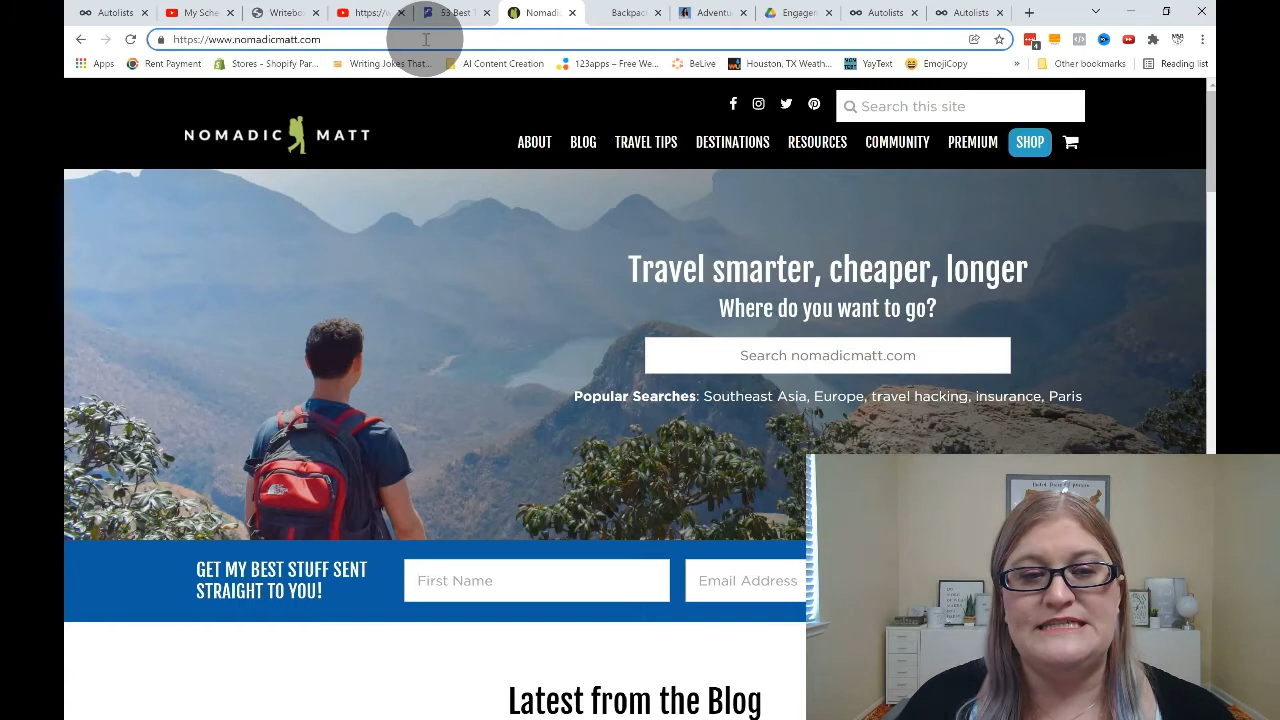 Autolists
My Sche
Writebo
https://w
53 Best
Nomadi
Backpac
Adventu
Engagen
Autolists
Autolists
https://www.nomadicmatt.com
4
Apps
Rent Payment
Stores - Shopify Par...
Writing Jokes That...
AI Content Creation
123apps – Free We...
BeLive
Houston, TX Weath...
YayText
EmojiCopy
»
Other bookmarks
Reading list
NOMADIC MATT
Search this site
ABOUT
BLOG
TRAVEL TIPS
DESTINATIONS
RESOURCES
COMMUNITY
PREMIUM
SHOP
Travel smarter, cheaper, longer
Where do you want to go?
Search nomadicmatt.com
Popular Searches: Southeast Asia, Europe, travel hacking, insurance, Paris
GET MY BEST STUFF SENT
STRAIGHT TO YOU!
First Name
Email Address
Latest from the Blog